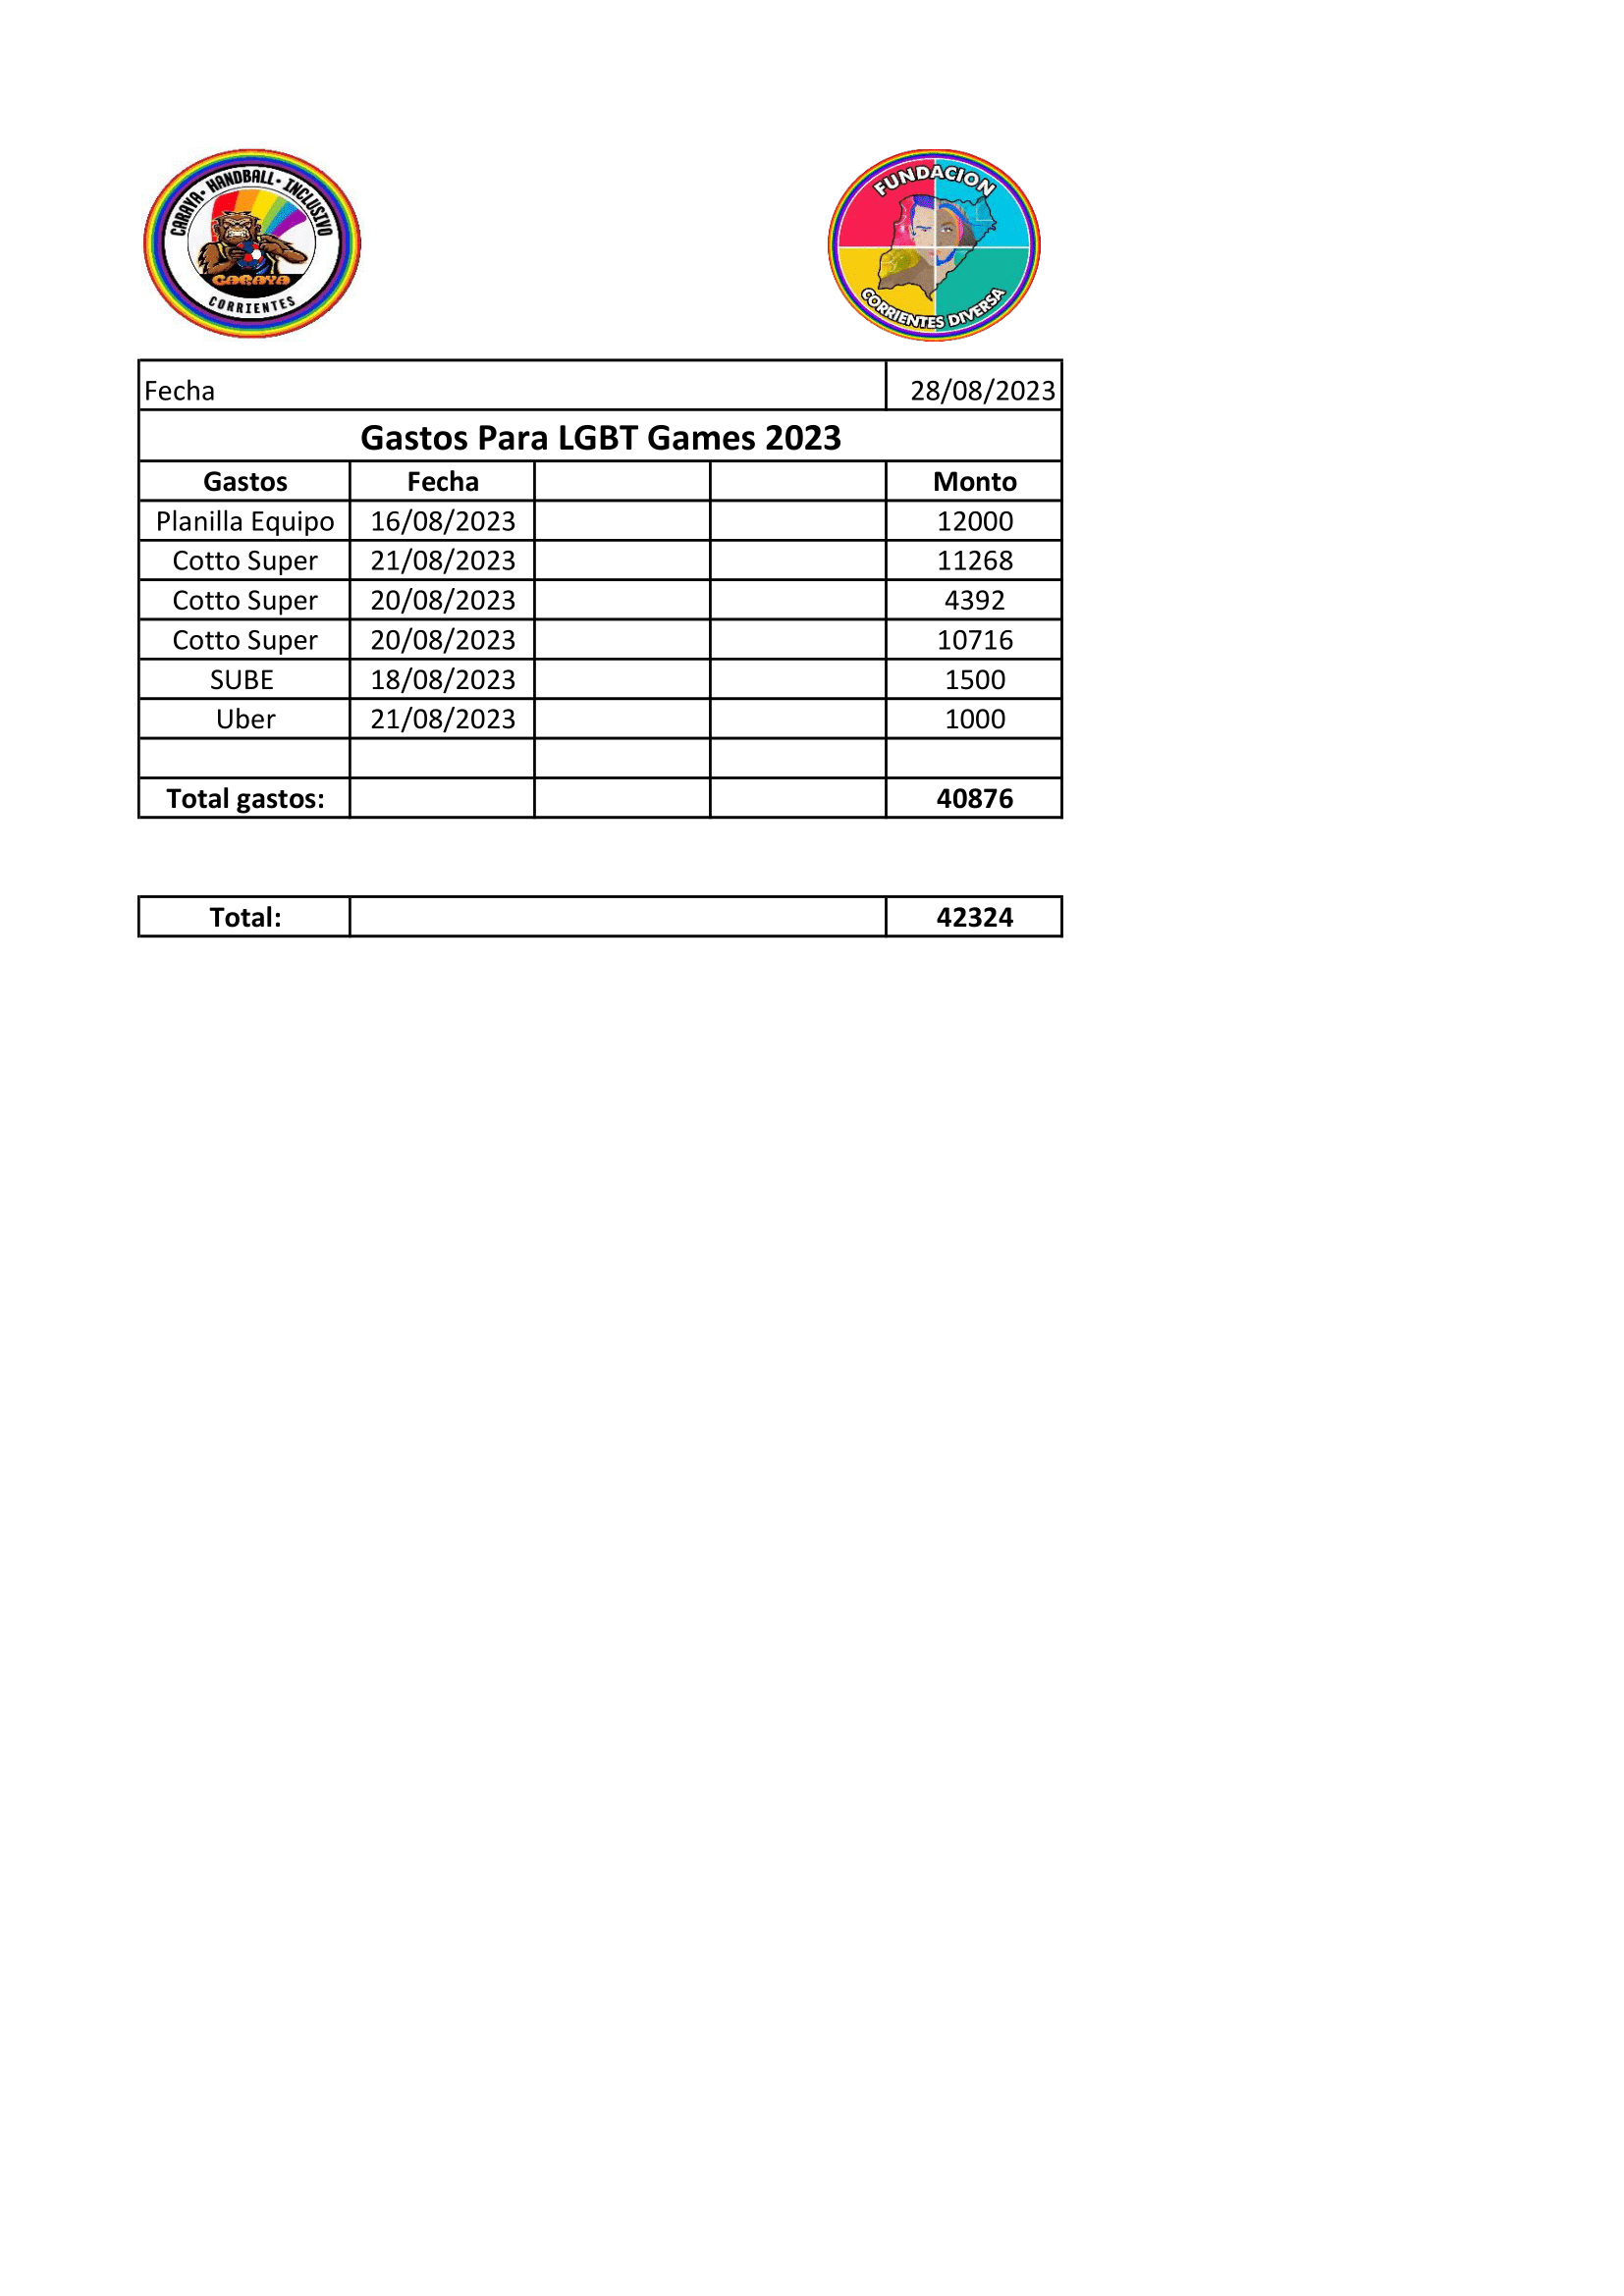 CARAYA • HANDBALL • INCLUSIVO
CARAYA
CORRIENTES
FUNDACION
CORRIENTES DIVERSA
Fecha 28/08/2023
Gastos Para LGBT Games 2023
Gastos Fecha Monto
Planilla Equipo 16/08/2023 12000
Cotto Super 21/08/2023 11268
Cotto Super 20/08/2023 4392
Cotto Super 20/08/2023 10716
SUBE 18/08/2023 1500
Uber 21/08/2023 1000
Total gastos: 40876
Total: 42324